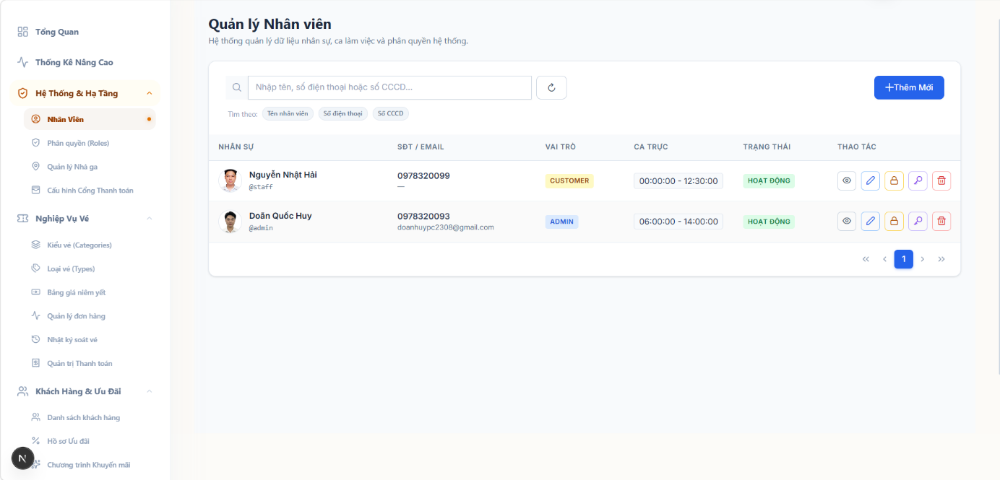 Tổng Quan
Thống Kê Nâng Cao
Hệ Thống & Hạ Tầng
Nhân Viên
Phân quyền (Roles)
Quản lý Nhà ga
Cấu hình Cổng Thanh toán
Nghiệp Vụ Vé
Kiểu vé (Categories)
Loại vé (Types)
Bảng giá niêm yết
Quản lý đơn hàng
Nhật ký soát vé
Quản trị Thanh toán
Khách Hàng & Ưu Đãi
Danh sách khách hàng
Hồ sơ Ưu đãi
Chương trình Khuyến mãi
N
Quản lý Nhân viên
Hệ thống quản lý dữ liệu nhân sự, ca làm việc và phân quyền hệ thống.
Nhập tên, số điện thoại hoặc số CCCD...
+Thêm Mới
Tìm theo: Tên nhân viên Số điện thoại Số CCCD
NHÂN SỰ SĐT / EMAIL VAI TRÒ CA TRỰC TRẠNG THÁI THAO TÁC
Nguyễn Nhật Hải 0978320099 CUSTOMER 00:00:00 - 12:30:00 HOẠT ĐỘNG
@staff —
Doãn Quốc Huy 0978320093 ADMIN 06:00:00 - 14:00:00 HOẠT ĐỘNG
@admin doanhuypc2308@gmail.com
« ‹ 1 › »